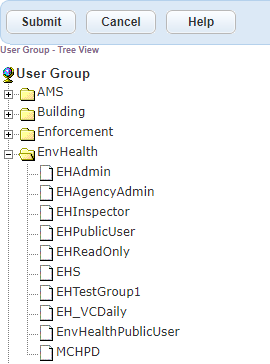 Submit Cancel Help
User Group - Tree View
User Group
AMS
Building
Enforcement
EnvHealth
EHAdmin
EHAgencyAdmin
EHInspector
EHPublicUser
EHReadOnly
EHS
EHTestGroup1
EH_VCDaily
EnvHealthPublicUser
MCHPD